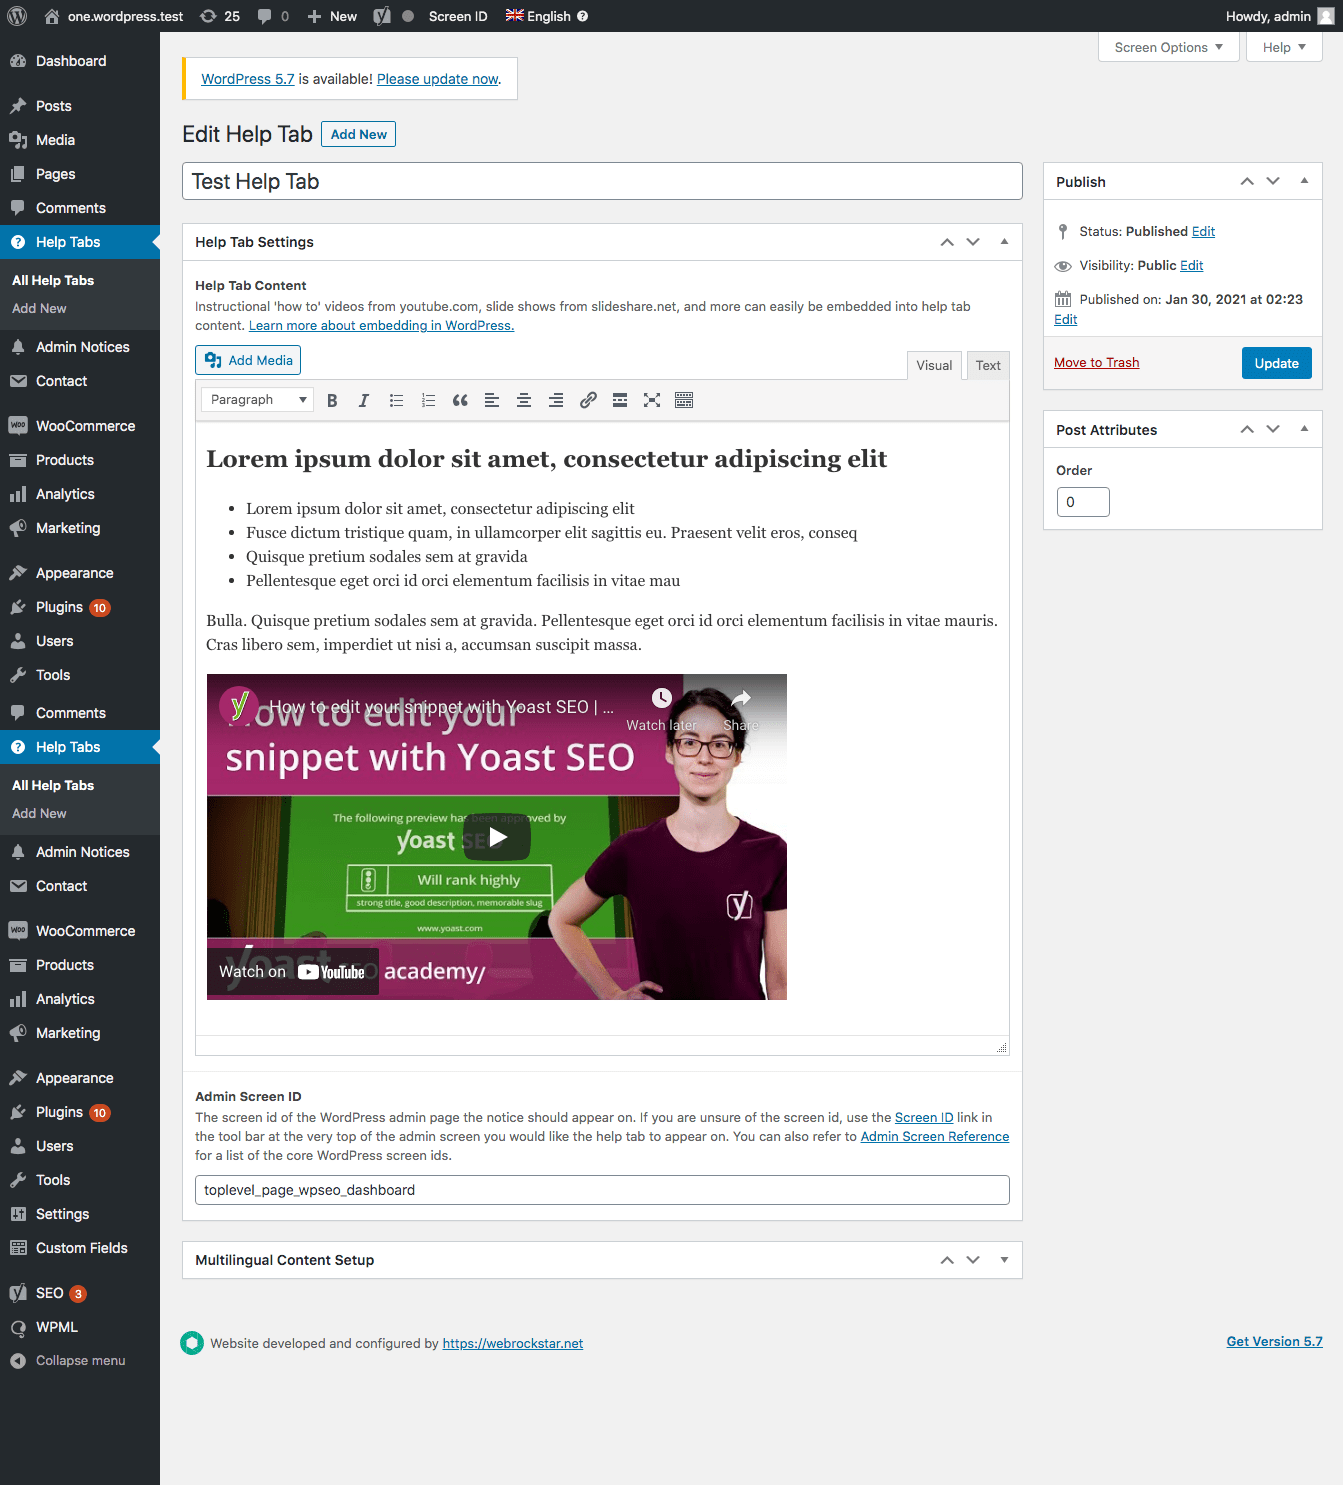 one.wordpress.test 25 0 New Screen ID English Howdy, admin
Screen Options Help
Dashboard
Posts
Media
Pages
Comments
Help Tabs
All Help Tabs
Add New
Admin Notices
Contact
WooCommerce
Products
Analytics
Marketing
Appearance
Plugins 10
Users
Tools
Comments
Help Tabs
All Help Tabs
Add New
Admin Notices
Contact
WooCommerce
Products
Analytics
Marketing
Appearance
Plugins 10
Users
Tools
Settings
Custom Fields
SEO 3
WPML
Collapse menu
WordPress 5.7 is available! Please update now.
Edit Help Tab Add New
Test Help Tab
Help Tab Settings
Help Tab Content
Instructional 'how to' videos from youtube.com, slide shows from slideshare.net, and more can easily be embedded into help tab
content. Learn more about embedding in WordPress.
Add Media
Visual Text
Paragraph
Lorem ipsum dolor sit amet, consectetur adipiscing elit
Lorem ipsum dolor sit amet, consectetur adipiscing elit
Fusce dictum tristique quam, in ullamcorper elit sagittis eu. Praesent velit eros, conseq
Quisque pretium sodales sem at gravida
Pellentesque eget orci id orci elementum facilisis in vitae mau
Bulla. Quisque pretium sodales sem at gravida. Pellentesque eget orci id orci elementum facilisis in vitae mauris.
Cras libero sem, imperdiet ut nisi a, accumsan suscipit massa.
How to edit your snippet with Yoast SEO | ...
Watch later Share
How to edit your
snippet with Yoast SEO
The following preview has been approved by
yoast SEO
Will rank highly
strong title, good description, memorable slug
www.yoast.com
yoast SEO academy/
Watch on YouTube
Admin Screen ID
The screen id of the WordPress admin page the notice should appear on. If you are unsure of the screen id, use the Screen ID link in
the tool bar at the very top of the admin screen you would like the help tab to appear on. You can also refer to Admin Screen Reference
for a list of the core WordPress screen ids.
toplevel_page_wpseo_dashboard
Multilingual Content Setup
Publish
Status: Published Edit
Visibility: Public Edit
Published on: Jan 30, 2021 at 02:23
Edit
Move to Trash Update
Post Attributes
Order
0
Website developed and configured by https://webrockstar.net
Get Version 5.7